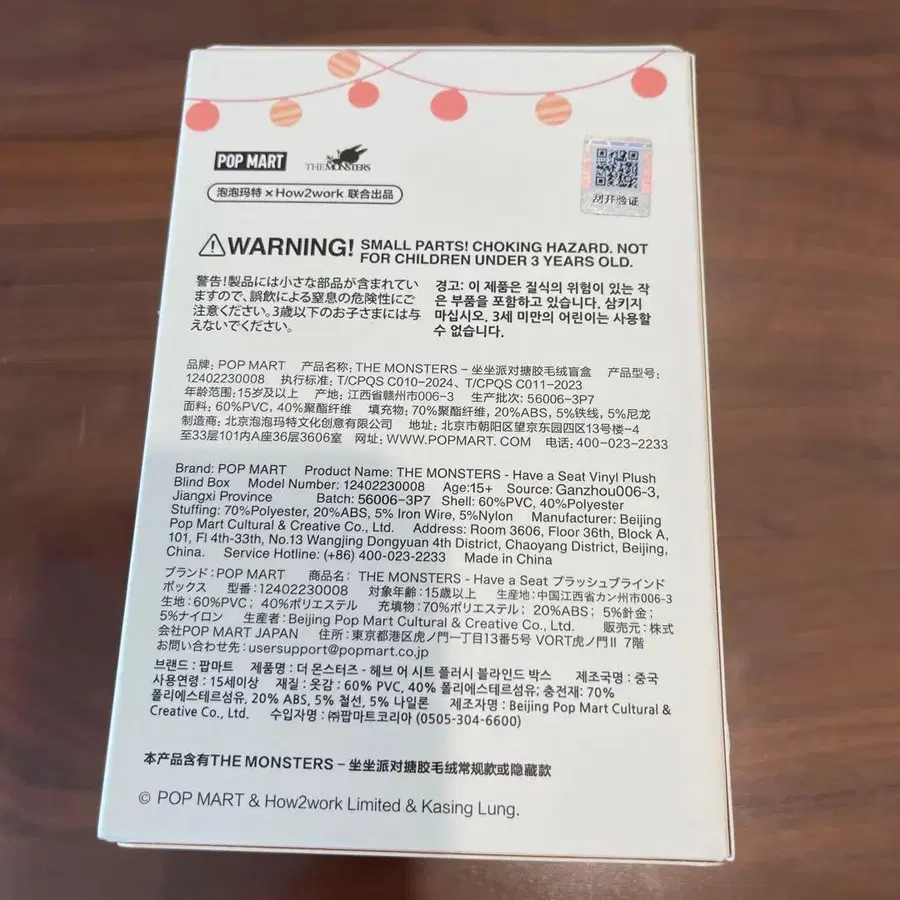 POP MART
THE MONSTERS
泡泡玛特 × How2work 联合出品
刮开验证
WARNING! SMALL PARTS! CHOKING HAZARD. NOT
FOR CHILDREN UNDER 3 YEARS OLD.
警告!製品には小さな部品が含まれてい
ますので、誤飲による窒息の危険性にご
注意ください。3歳以下のお子さまには与
えないでください。
경고: 이 제품은 질식의 위험이 있는 작
은 부품을 포함하고 있습니다. 삼키지
마십시오. 3세 미만의 어린이는 사용할
수 없습니다.
品牌: POP MART 产品名称: THE MONSTERS – 坐坐派对搪胶毛绒盲盒 产品型号:
12402230008 执行标准: T/CPQS C010-2024、T/CPQS C011-2023
年龄范围: 15岁及以上 产地: 江西省赣州市006-3 生产批次: 56006-3P7
面料: 60%PVC, 40%聚酯纤维 填充物: 70%聚酯纤维, 20%ABS, 5%铁线, 5%尼龙
制造商: 北京泡泡玛特文化创意有限公司 地址: 北京市朝阳区望京东园四区13号楼-4
至33层101内A座36层3606室 网址: WWW.POPMART. COM 电话: 400-023-2233
Brand: POP MART Product Name: THE MONSTERS - Have a Seat Vinyl Plush
Blind Box Model Number: 12402230008 Age:15+ Source: Ganzhou006-3,
Jiangxi Province Batch: 56006-3P7 Shell: 60%PVC, 40%Polyester
Stuffing: 70%Polyester, 20%ABS, 5% Iron Wire, 5%Nylon Manufacturer: Beijing
Pop Mart Cultural & Creative Co., Ltd. Address: Room 3606, Floor 36th, Block A,
101, Fl 4th-33th, No.13 Wangjing Dongyuan 4th District, Chaoyang District, Beijing,
China. Service Hotline: (+86) 400-023-2233 Made in China
ブランド: POP MART 商品名: THE MONSTERS - Have a Seat プラッシュブラインド
ボックス 型番: 12402230008 対象年齢: 15歳以上 生産地: 中国江西省カン州市006-3
生地: 60%PVC; 40%ポリエステル 充填物: 70%ポリエステル; 20%ABS; 5%針金;
5%ナイロン 生産者: Beijing Pop Mart Cultural & Creative Co., Ltd. 販売元: 株式
会社POP MART JAPAN 住所: 東京都港区虎ノ門一丁目13番5号 VORT虎ノ門II 7階
お問い合わせ先: usersupport@popmart.co.jp
브랜드 : 팝마트 제품명 : 더 몬스터즈 - 헤브 어 시트 플러시 블라인드 박스 제조국명 : 중국
사용연령 : 15세이상 재질 : 옷감 : 60% PVC, 40% 폴리에스테르섬유; 충전재: 70%
폴리에스테르섬유, 20% ABS, 5% 철선, 5% 나일론 제조자명 : Beijing Pop Mart Cultural &
Creative Co., Ltd. 수입자명 : ㈜팝마트코리아 (0505-304-6600)
本产品含有THE MONSTERS – 坐坐派对搪胶毛绒常规款或隐藏款
© POP MART & How2work Limited & Kasing Lung.